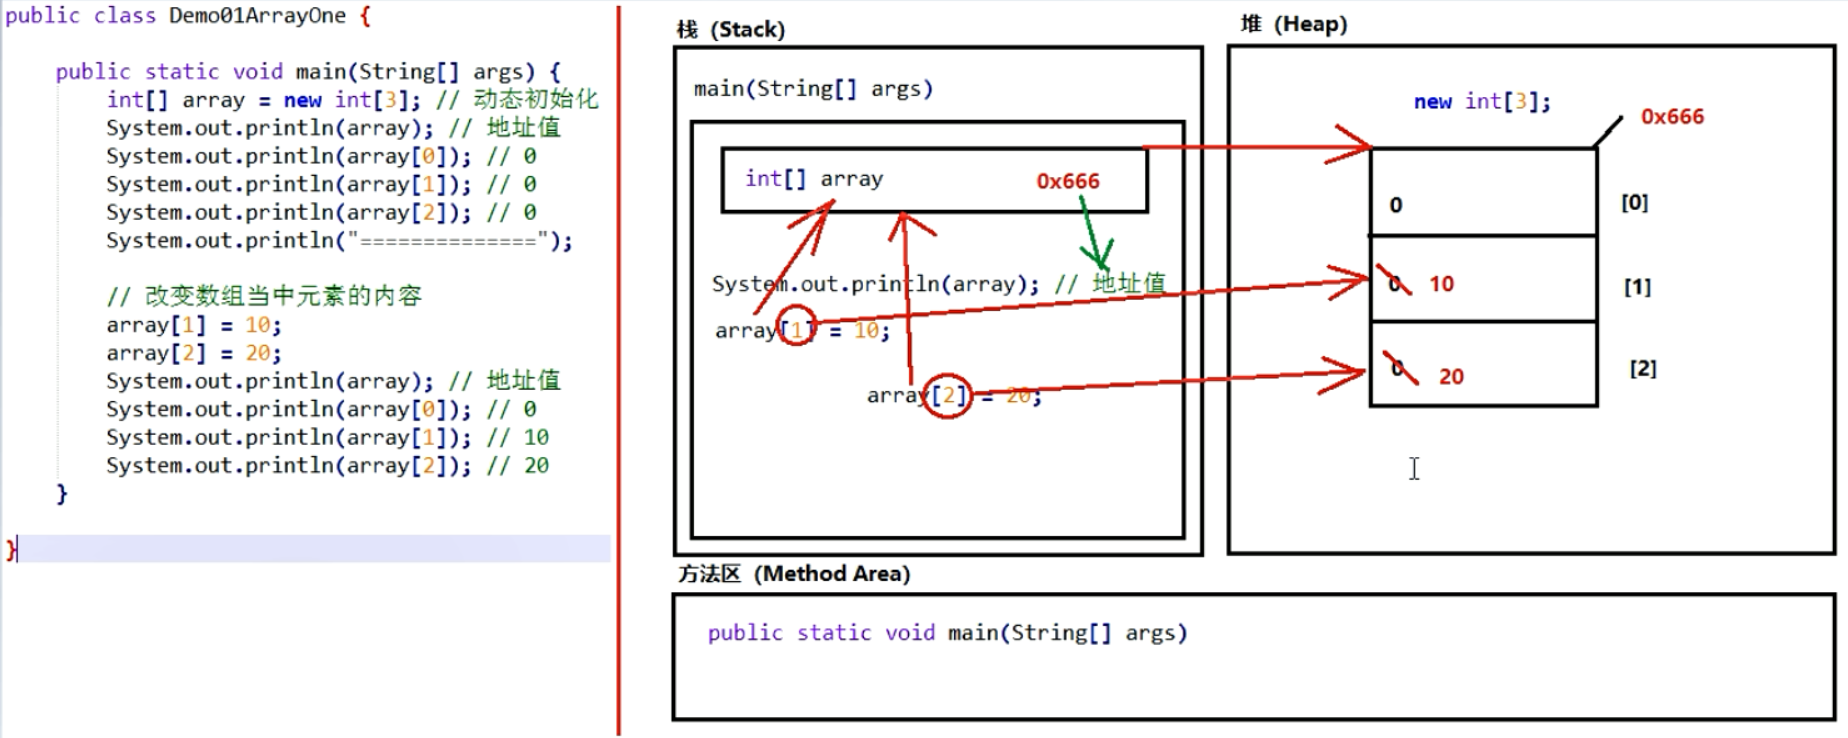 public class Demo01ArrayOne {
public static void main(String[] args) {
int[] array = new int[3]; // 动态初始化
System.out.println(array); // 地址值
System.out.println(array[0]); // 0
System.out.println(array[1]); // 0
System.out.println(array[2]); // 0
System.out.println("==============");
// 改变数组当中元素的内容
array[1] = 10;
array[2] = 20;
System.out.println(array); // 地址值
System.out.println(array[0]); // 0
System.out.println(array[1]); // 10
System.out.println(array[2]); // 20
}
}
栈 (Stack)
main(String[] args)
int[] array 0x666
System.out.println(array); // 地址值
array[1] = 10;
array[2] = 20;
堆 (Heap)
new int[3];
0x666
0 [0]
0 10 [1]
0 20 [2]
方法区 (Method Area)
public static void main(String[] args)